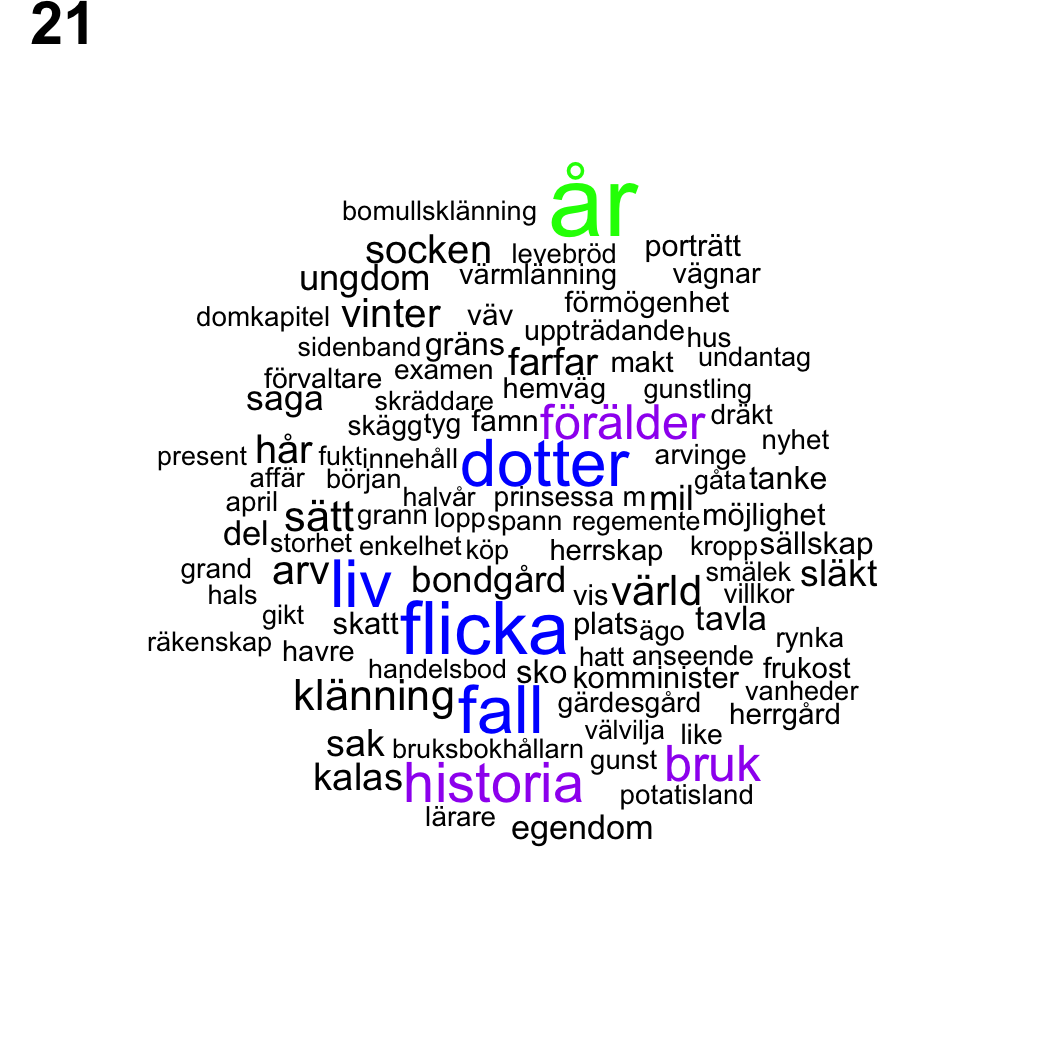 21
år
bomullsklänning
socken levebröd porträtt
ungdom värmlänning vägnar
förmögenhet
domkapitel vinter väv
uppträdande hus
sidenband gräns
farfar makt undantag
förvaltare examen
hemväg gunstling
saga skräddare
skäggtyg famn förälder dräkt
nyhet
present hår fukt innehåll dotter arvinge
affär början gåta tanke
april halvår prinsessa m mil
sätt grann lopp spann regemente möjlighet
del storhet enkelhet köp herrskap kropp sällskap
grand arv liv bondgård vis värld smälek släkt
hals villkor
gikt skatt flicka plats ägo tavla
räkenskap havre rynka
handelsbod sko hatt anseende frukost
klänning fall komminister vanheder
gärdesgård herrgård
sak bruksbokhållarn välvilja like
gunst bruk
kalas historia potatisland
lärare egendom